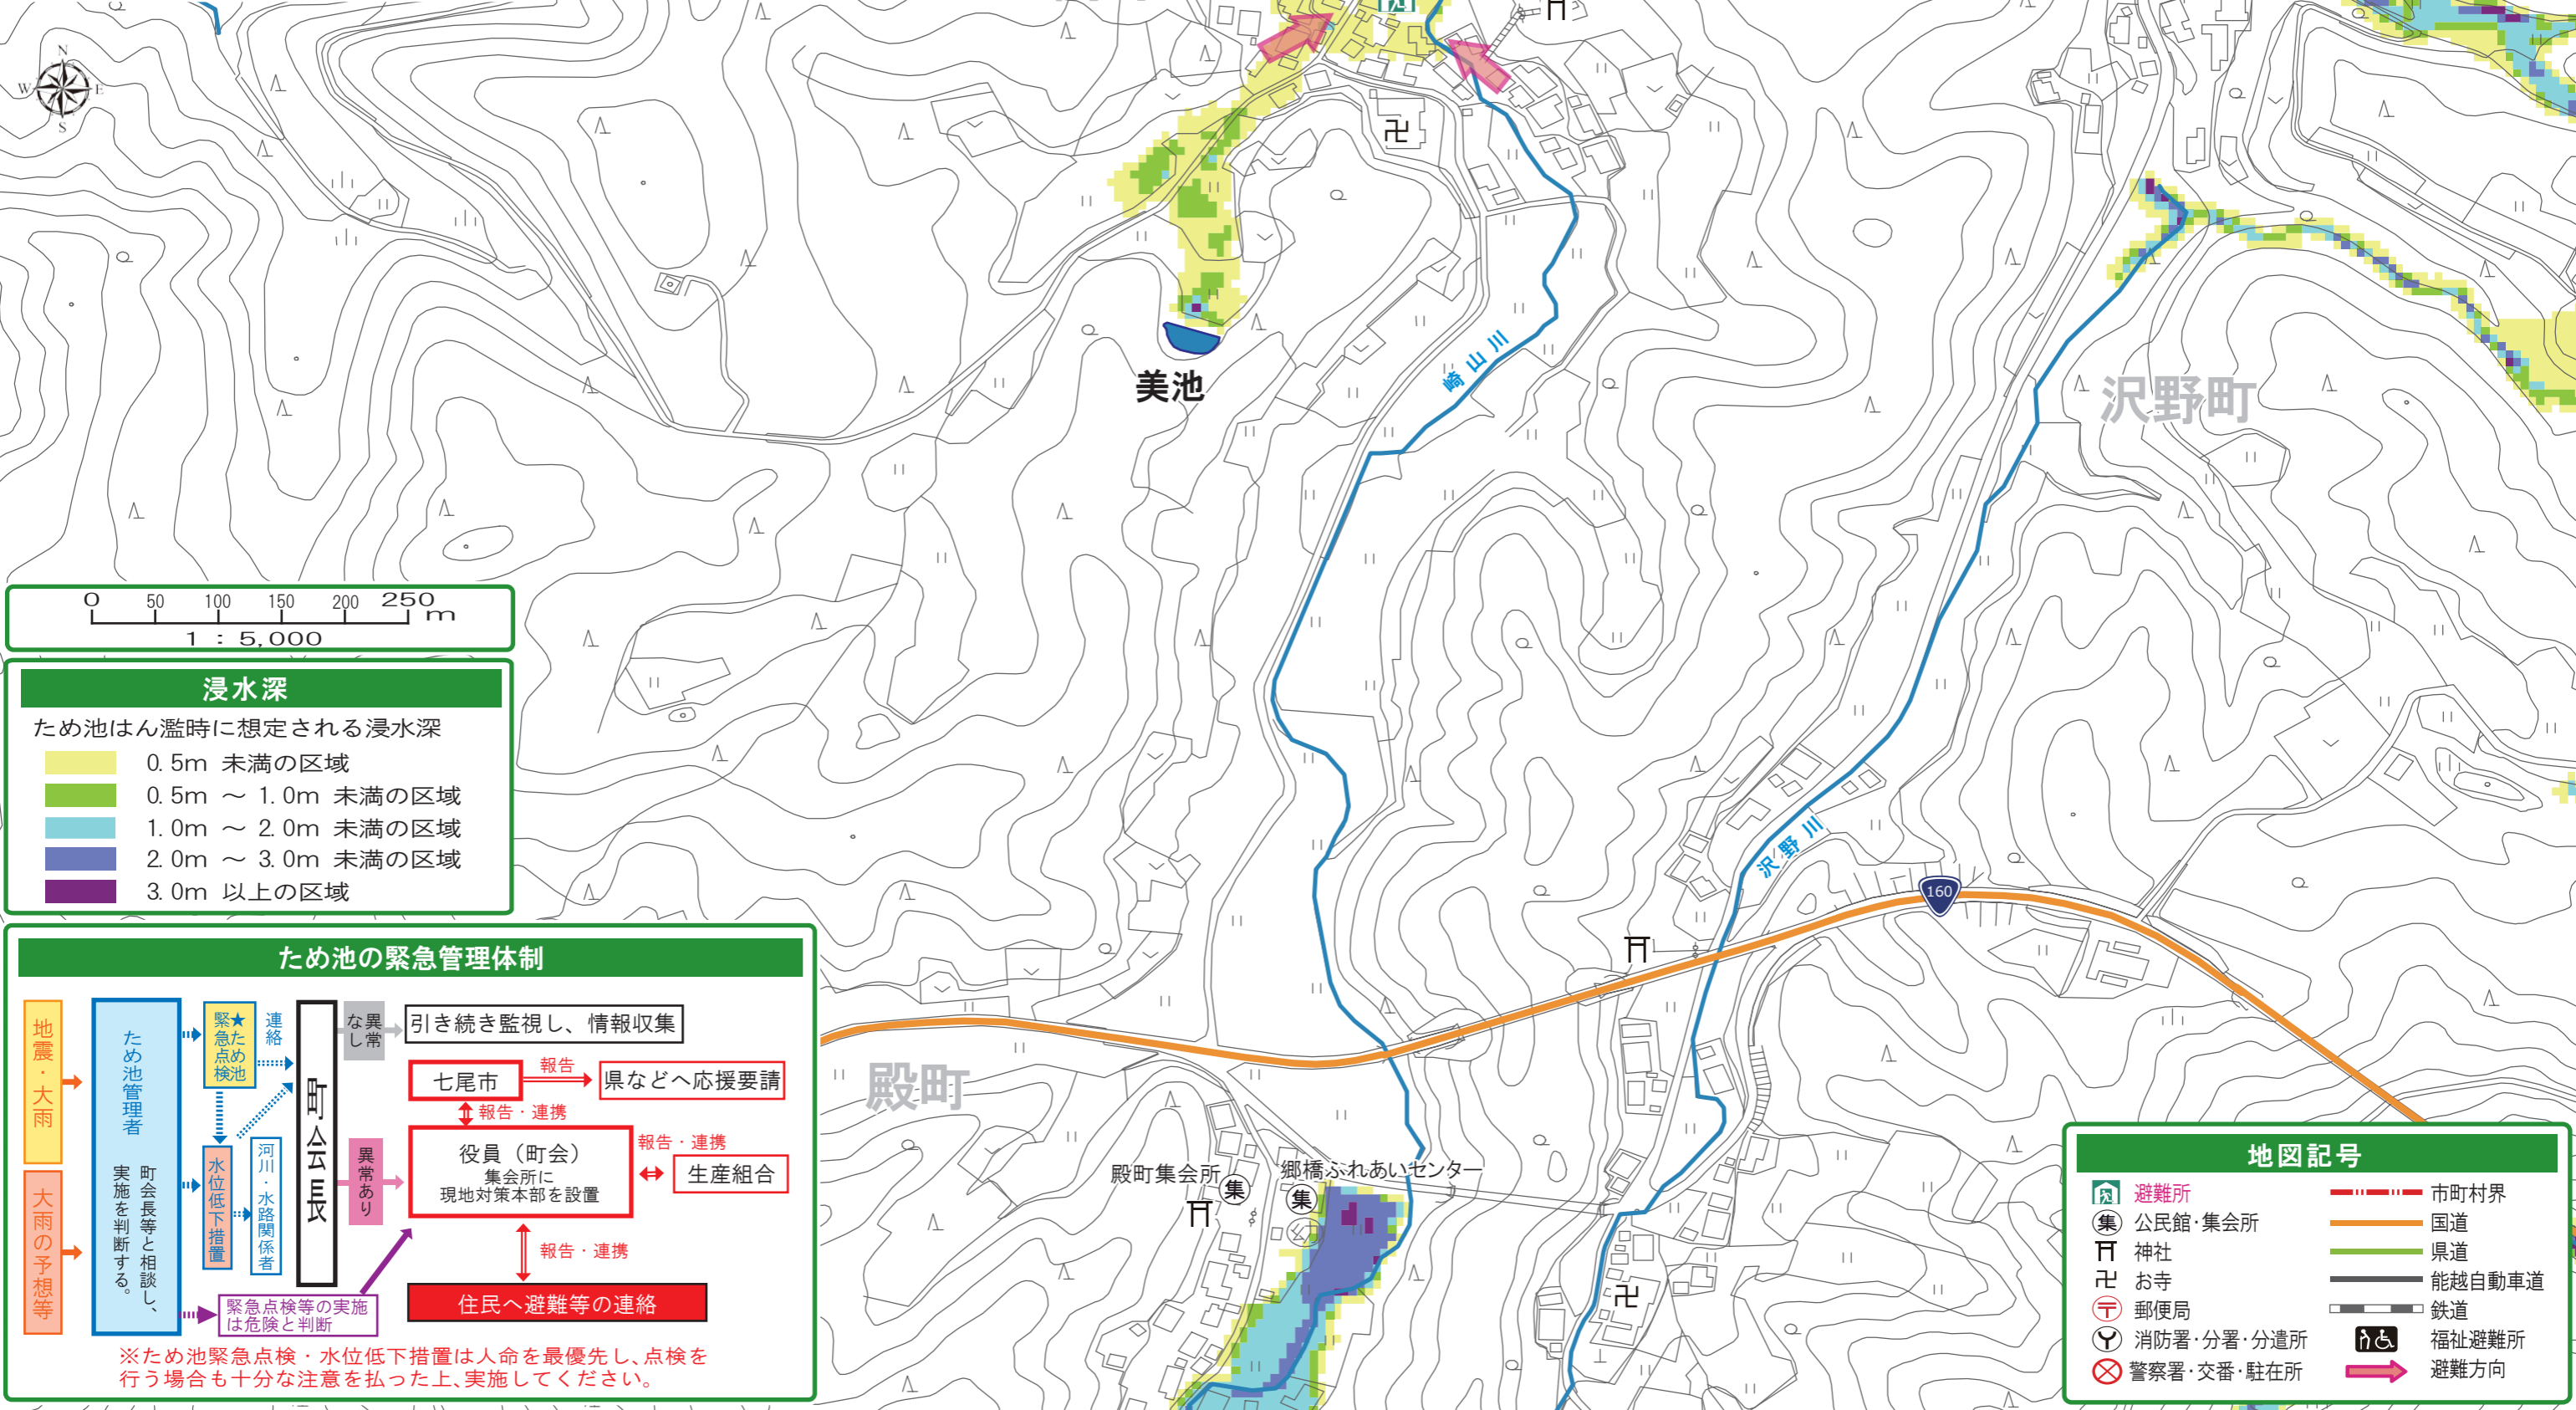 N
W
E
S
美池
崎山川
沢野町
沢野川
160
殿町
殿町集会所
集
郷橋ふれあいセンター
集
0 50 100 150 200 250 m
1 : 5,000
浸水深
ため池はん濫時に想定される浸水深
0.5m 未満の区域
0.5m ～ 1.0m 未満の区域
1.0m ～ 2.0m 未満の区域
2.0m ～ 3.0m 未満の区域
3.0m 以上の区域
ため池の緊急管理体制
地震・大雨
大雨の予想等
ため池管理者
町会長等と相談し、
実施を判断する。
★ため池
緊急点検
連絡
水位低下措置
河川・水路関係者
町会長
異常
なし
異常あり
引き続き監視し、情報収集
七尾市
報告
県などへ応援要請
報告・連携
役員（町会）
集会所に
現地対策本部を設置
報告・連携
生産組合
報告・連携
住民へ避難等の連絡
緊急点検等の実施
は危険と判断
※ため池緊急点検・水位低下措置は人命を最優先し、点検を
行う場合も十分な注意を払った上、実施してください。
地図記号
避難所
集 公民館・集会所
神社
卍 お寺
〒 郵便局
消防署・分署・分遣所
警察署・交番・駐在所
市町村界
国道
県道
能越自動車道
鉄道
福祉避難所
避難方向